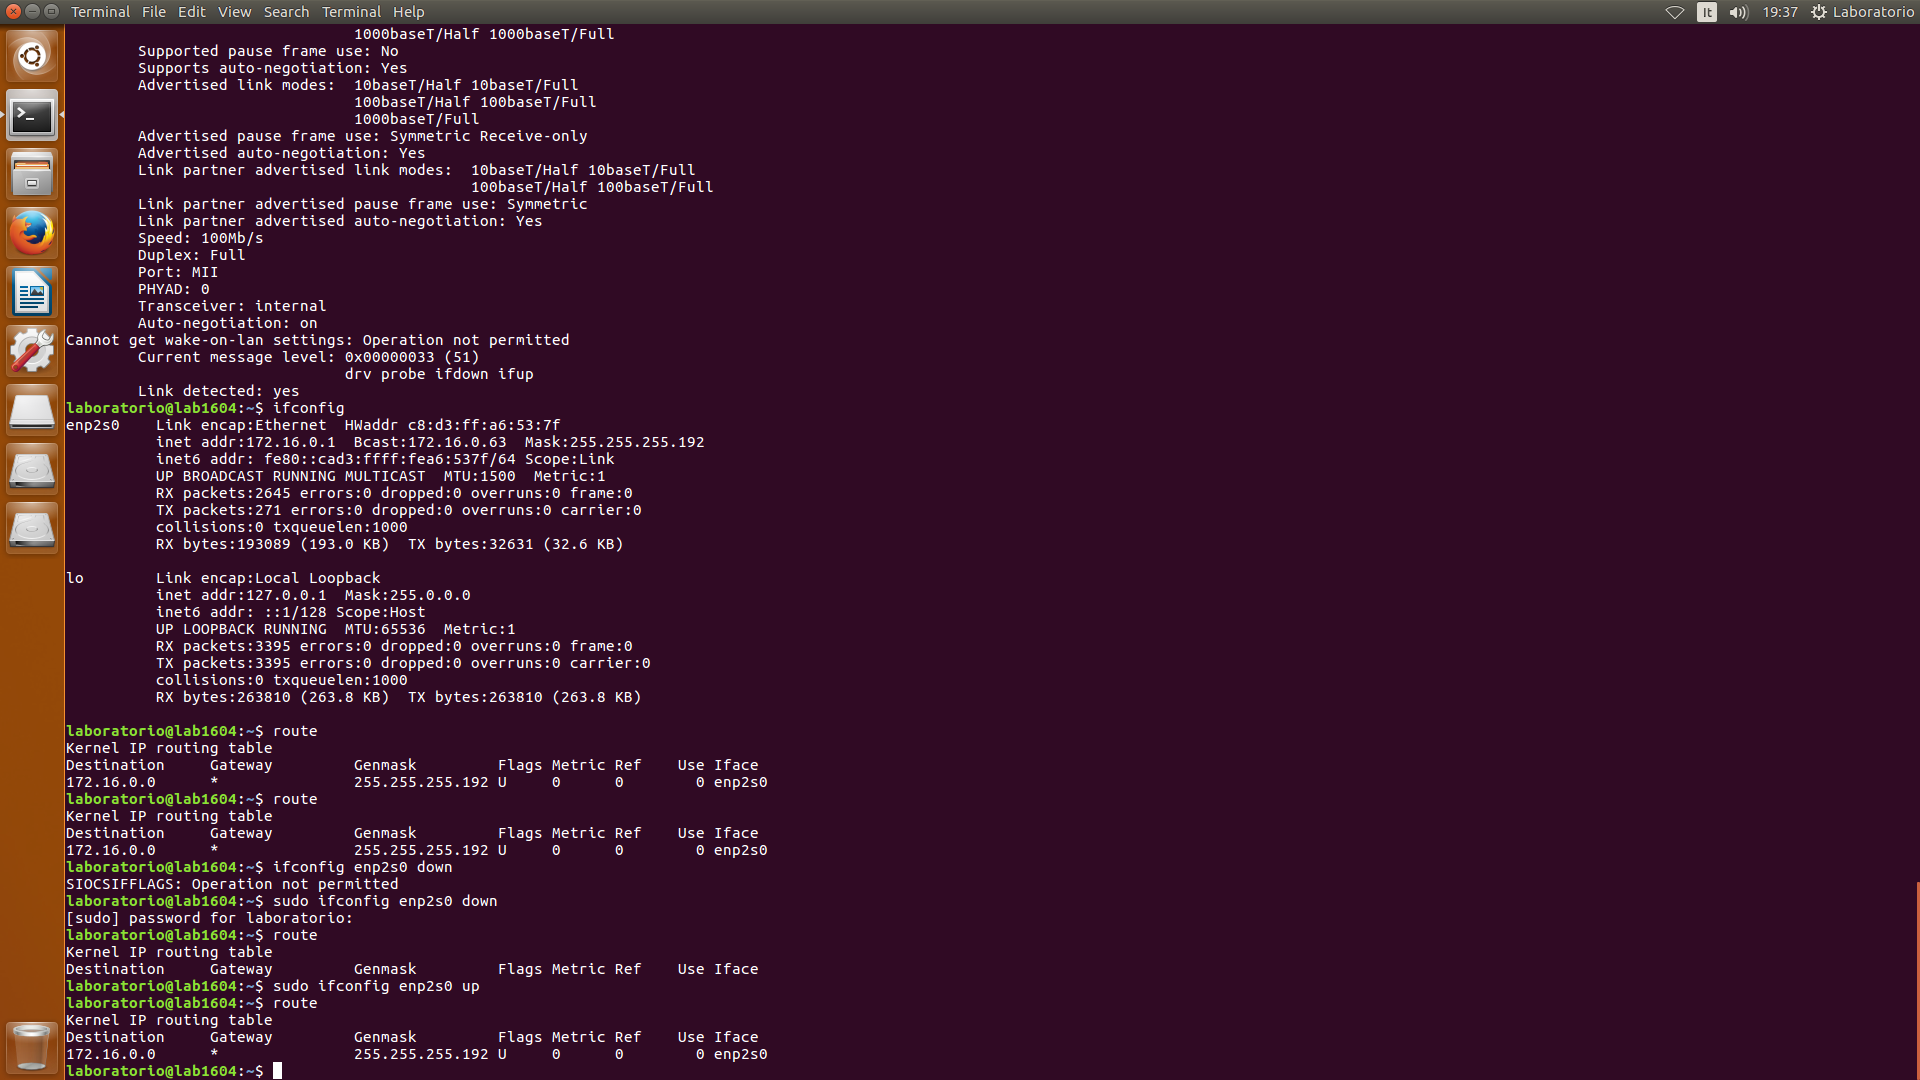 Terminal File Edit View Search Terminal Help It 19:37 Laboratorio
1000baseT/Half 1000baseT/Full
Supported pause frame use: No
Supports auto-negotiation: Yes
Advertised link modes:  10baseT/Half 10baseT/Full
100baseT/Half 100baseT/Full
1000baseT/Full
Advertised pause frame use: Symmetric Receive-only
Advertised auto-negotiation: Yes
Link partner advertised link modes:  10baseT/Half 10baseT/Full
100baseT/Half 100baseT/Full
Link partner advertised pause frame use: Symmetric
Link partner advertised auto-negotiation: Yes
Speed: 100Mb/s
Duplex: Full
Port: MII
PHYAD: 0
Transceiver: internal
Auto-negotiation: on
Cannot get wake-on-lan settings: Operation not permitted
Current message level: 0x00000033 (51)
drv probe ifdown ifup
Link detected: yes
laboratorio@lab1604:~$ ifconfig
enp2s0    Link encap:Ethernet  HWaddr c8:d3:ff:a6:53:7f
inet addr:172.16.0.1  Bcast:172.16.0.63  Mask:255.255.255.192
inet6 addr: fe80::cad3:ffff:fea6:537f/64 Scope:Link
UP BROADCAST RUNNING MULTICAST  MTU:1500  Metric:1
RX packets:2645 errors:0 dropped:0 overruns:0 frame:0
TX packets:271 errors:0 dropped:0 overruns:0 carrier:0
collisions:0 txqueuelen:1000
RX bytes:193089 (193.0 KB)  TX bytes:32631 (32.6 KB)
lo        Link encap:Local Loopback
inet addr:127.0.0.1  Mask:255.0.0.0
inet6 addr: ::1/128 Scope:Host
UP LOOPBACK RUNNING  MTU:65536  Metric:1
RX packets:3395 errors:0 dropped:0 overruns:0 frame:0
TX packets:3395 errors:0 dropped:0 overruns:0 carrier:0
collisions:0 txqueuelen:1000
RX bytes:263810 (263.8 KB)  TX bytes:263810 (263.8 KB)
laboratorio@lab1604:~$ route
Kernel IP routing table
Destination     Gateway         Genmask         Flags Metric Ref    Use Iface
172.16.0.0      *               255.255.255.192 U     0      0        0 enp2s0
laboratorio@lab1604:~$ route
Kernel IP routing table
Destination     Gateway         Genmask         Flags Metric Ref    Use Iface
172.16.0.0      *               255.255.255.192 U     0      0        0 enp2s0
laboratorio@lab1604:~$ ifconfig enp2s0 down
SIOCSIFFLAGS: Operation not permitted
laboratorio@lab1604:~$ sudo ifconfig enp2s0 down
[sudo] password for laboratorio:
laboratorio@lab1604:~$ route
Kernel IP routing table
Destination     Gateway         Genmask         Flags Metric Ref    Use Iface
laboratorio@lab1604:~$ sudo ifconfig enp2s0 up
laboratorio@lab1604:~$ route
Kernel IP routing table
Destination     Gateway         Genmask         Flags Metric Ref    Use Iface
172.16.0.0      *               255.255.255.192 U     0      0        0 enp2s0
laboratorio@lab1604:~$